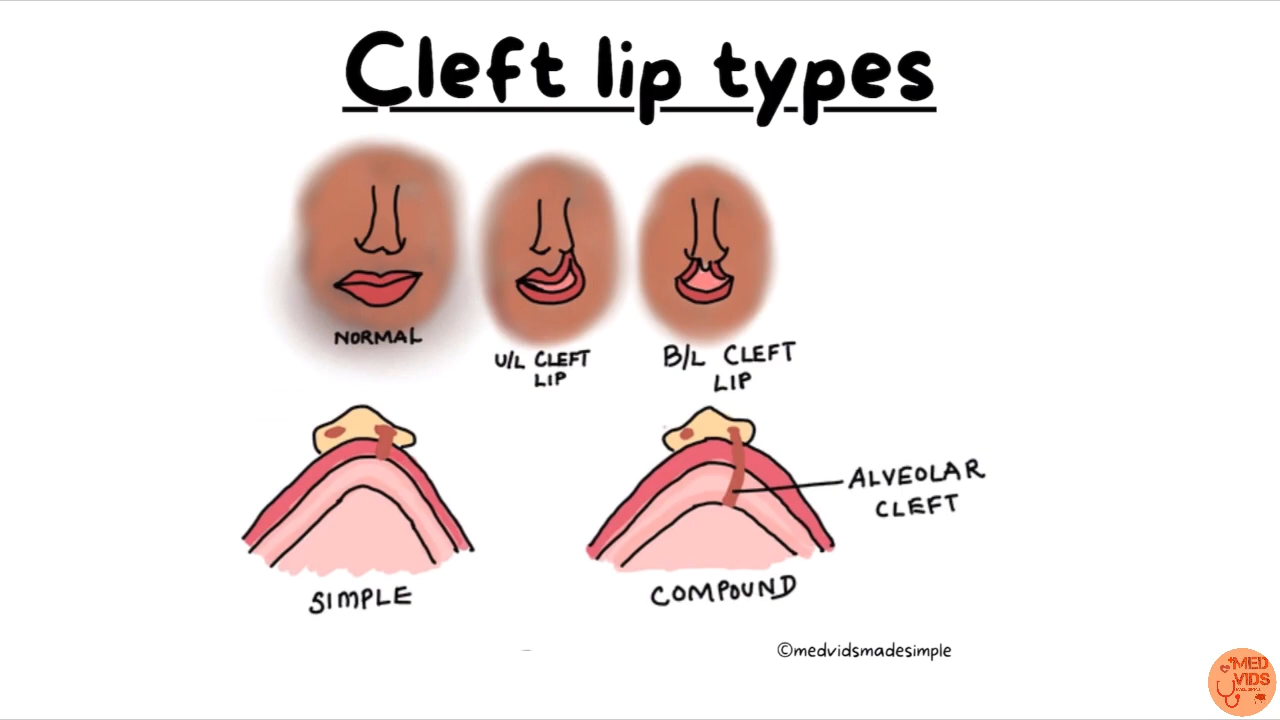 Cleft lip types
NORMAL
U/L CLEFT
LIP
B/L CLEFT
LIP
ALVEOLAR
CLEFT
SIMPLE
COMPOUND
©medvidsmadesimple
MED
VIDS